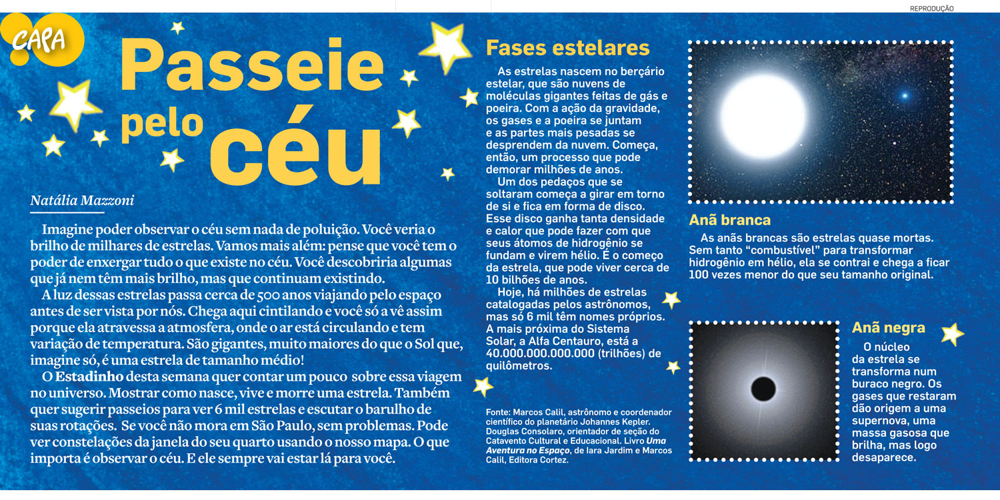 REPRODUÇÃO
CAPA
Passeie
pelo
céu
Natália Mazzoni
Imagine poder observar o céu sem nada de poluição. Você veria o
brilho de milhares de estrelas. Vamos mais além: pense que você tem o
poder de enxergar tudo o que existe no céu. Você descobriria algumas
que já nem têm mais brilho, mas que continuam existindo.
A luz dessas estrelas passa cerca de 500 anos viajando pelo espaço
antes de ser vista por nós. Chega aqui cintilando e você só a vê assim
porque ela atravessa a atmosfera, onde o ar está circulando e tem
variação de temperatura. São gigantes, muito maiores do que o Sol que,
imagine só, é uma estrela de tamanho médio!
O Estadinho desta semana quer contar um pouco sobre essa viagem
no universo. Mostrar como nasce, vive e morre uma estrela. Também
quer sugerir passeios para ver 6 mil estrelas e escutar o barulho de
suas rotações. Se você não mora em São Paulo, sem problemas. Pode
ver constelações da janela do seu quarto usando o nosso mapa. O que
importa é observar o céu. E ele sempre vai estar lá para você.
Fases estelares
As estrelas nascem no berçário
estelar, que são nuvens de
moléculas gigantes feitas de gás e
poeira. Com a ação da gravidade,
os gases e a poeira se juntam
e as partes mais pesadas se
desprendem da nuvem. Começa,
então, um processo que pode
demorar milhões de anos.
Um dos pedaços que se
soltaram começa a girar em torno
de si e fica em forma de disco.
Esse disco ganha tanta densidade
e calor que pode fazer com que
seus átomos de hidrogênio se
fundam e virem hélio. É o começo
da estrela, que pode viver cerca de
10 bilhões de anos.
Hoje, há milhões de estrelas
catalogadas pelos astrônomos,
mas só 6 mil têm nomes próprios.
A mais próxima do Sistema
Solar, a Alfa Centauro, está a
40.000.000.000.000 (trilhões) de
quilômetros.
Fonte: Marcos Calil, astrônomo e coordenador
científico do planetário Johannes Kepler.
Douglas Consolaro, orientador de seção do
Catavento Cultural e Educacional. Livro Uma
Aventura no Espaço, de Iara Jardim e Marcos
Calil, Editora Cortez.
Anã branca
As anãs brancas são estrelas quase mortas.
Sem tanto “combustível” para transformar
hidrogênio em hélio, ela se contrai e chega a ficar
100 vezes menor do que seu tamanho original.
Anã negra
O núcleo
da estrela se
transforma num
buraco negro. Os
gases que restaram
dão origem a uma
supernova, uma
massa gasosa que
brilha, mas logo
desaparece.